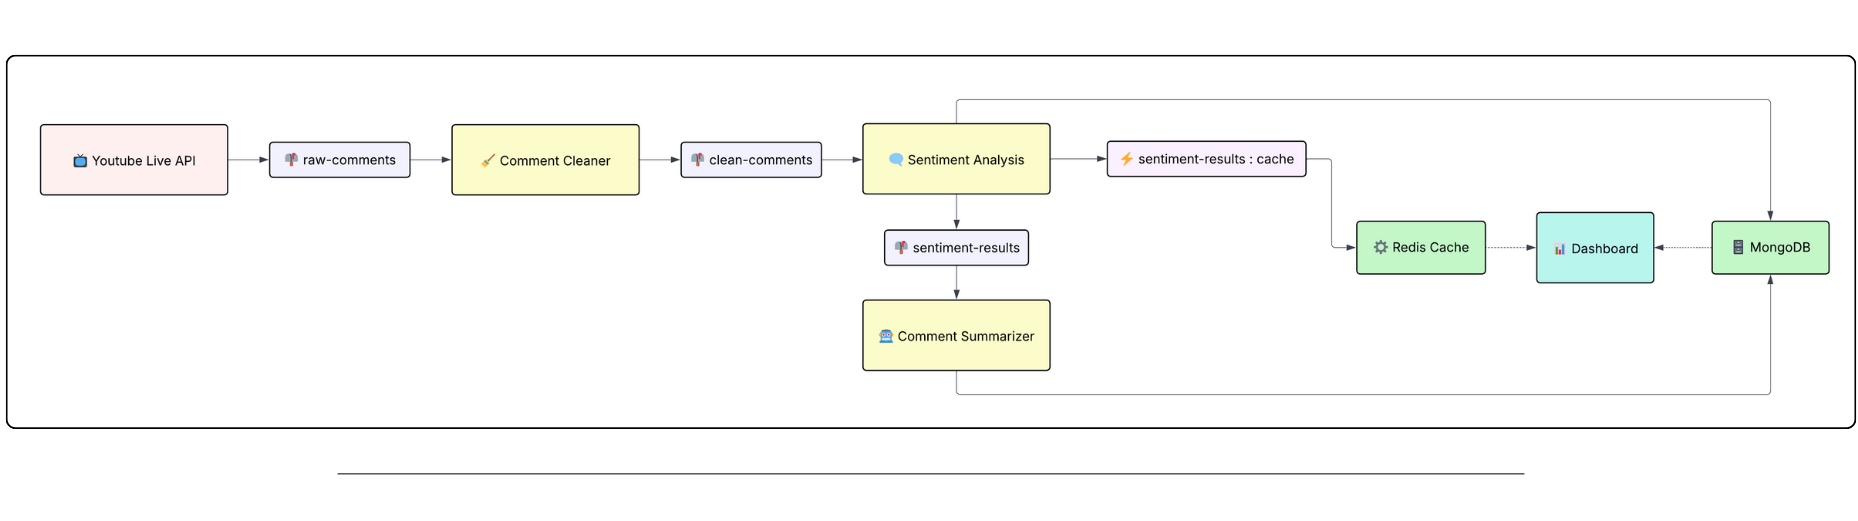 Youtube Live API
raw-comments
Comment Cleaner
clean-comments
Sentiment Analysis
sentiment-results : cache
sentiment-results
Redis Cache
Dashboard
MongoDB
Comment Summarizer